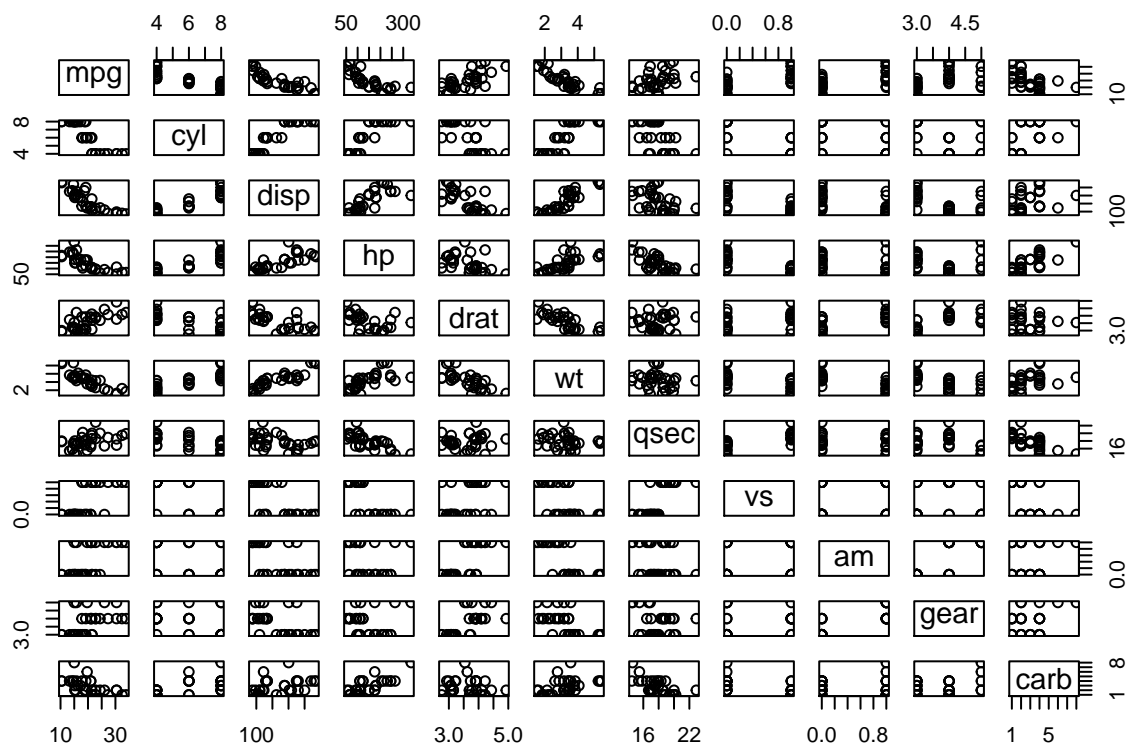 4 6 8 50 300 2 4 0.0 1.0 3.0 4.5
mpg 10
4 8 cyl
disp 100
50 hp
drat 3.0
2 wt
qsec 16
0.0 vs
am 0.0
3.0 gear
carb 1 8
10 30 100 3.0 5.0 16 22 0.0 0.8 1 5